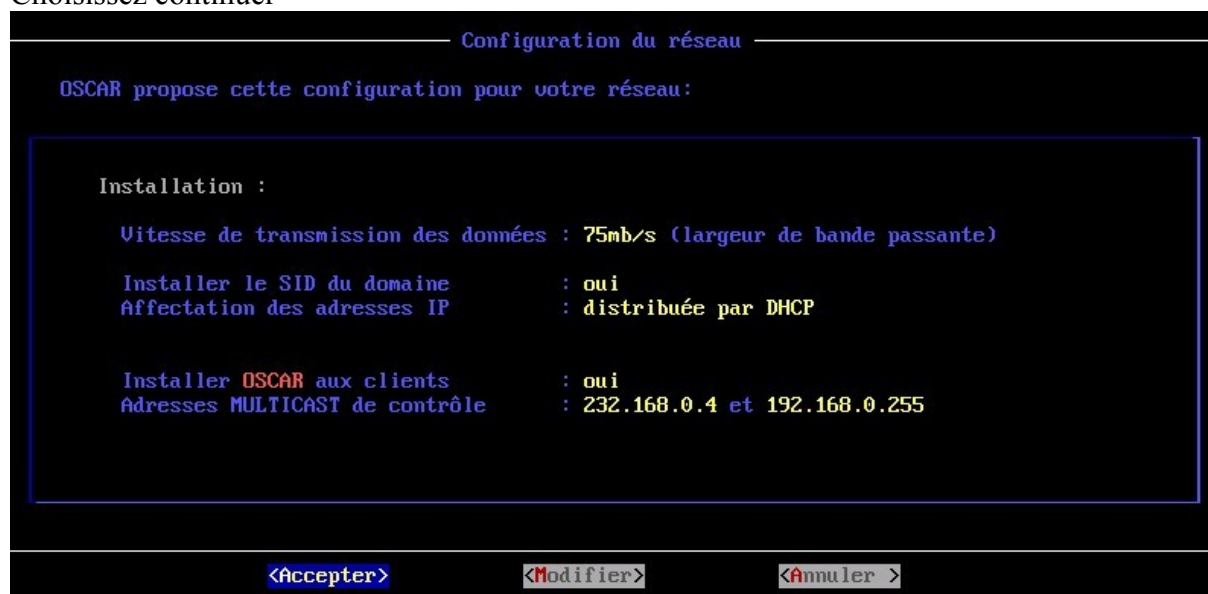 Choisissez continuer
Configuration du réseau
OSCAR propose cette configuration pour votre réseau:
Installation :
Vitesse de transmission des données : 75mb/s (largeur de bande passante)
Installer le SID du domaine : oui
Affectation des adresses IP : distribuée par DHCP
Installer OSCAR aux clients : oui
Adresses MULTICAST de contrôle : 232.168.0.4 et 192.168.0.255
<Accepter> <Modifier> <Annuler >